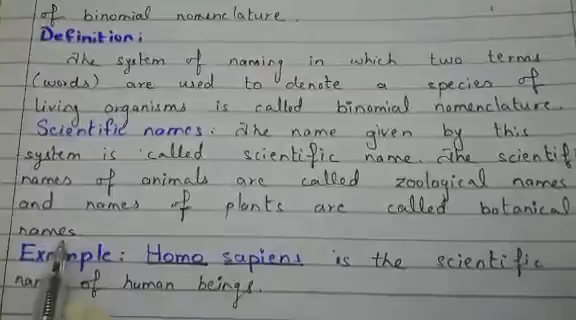 of binomial nomenclature.
Definition:
The system of naming in which two terms
(words) are used to denote a species of
living organisms is called binomial nomenclature.
Scientific names: The name given by this
system is called scientific name. The scientif
names of animals are called zoological names
and names of plants are called botanical
names.
Example: Homo sapiens is the scientific
of human beings.